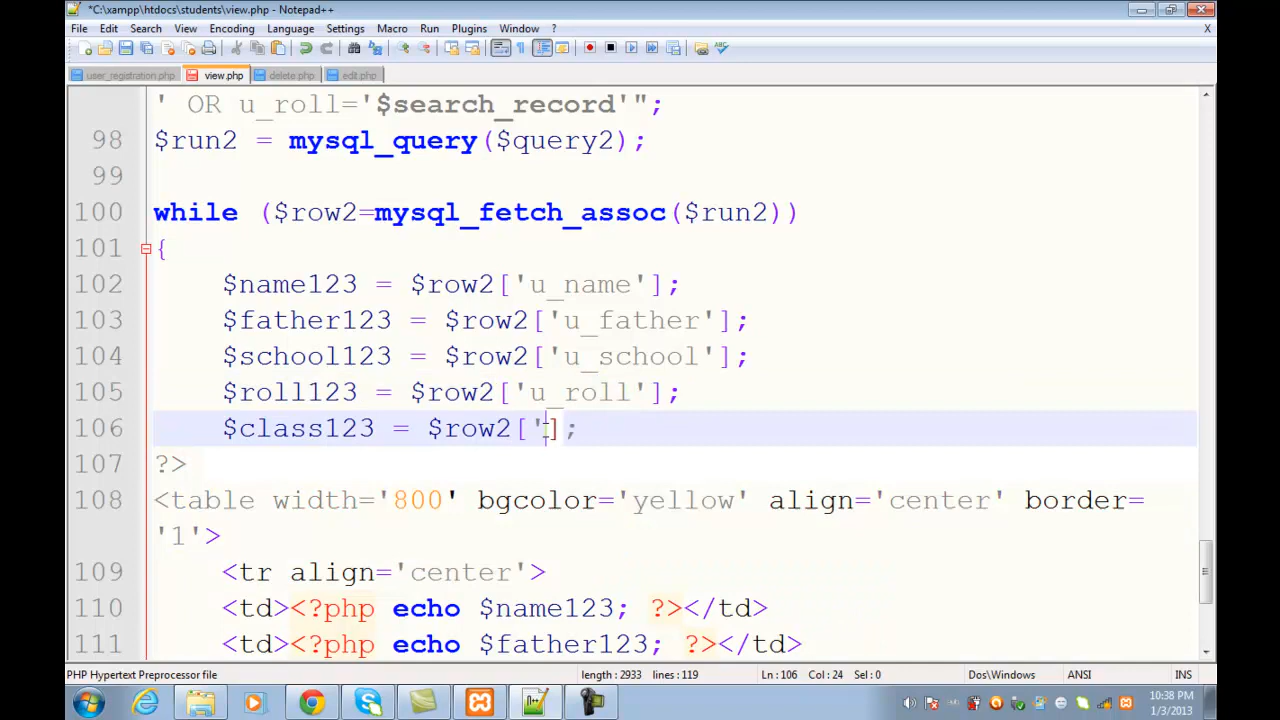 *C:\xampp\htdocs\students\view.php - Notepad++
File Edit Search View Encoding Language Settings Macro Run Plugins Window ? X
user_registration.php view.php delete.php edit.php
' OR u_roll='$search_record'";
98 $run2 = mysql_query($query2);
99
100 while ($row2=mysql_fetch_assoc($run2))
101 {
102 $name123 = $row2['u_name'];
103 $father123 = $row2['u_father'];
104 $school123 = $row2['u_school'];
105 $roll123 = $row2['u_roll'];
106 $class123 = $row2['];
107 ?>
108 <table width='800' bgcolor='yellow' align='center' border=
'1'>
109 <tr align='center'>
110 <td><?php echo $name123; ?></td>
111 <td><?php echo $father123; ?></td>
PHP Hypertext Preprocessor file length : 2933 lines : 119 Ln : 106 Col : 24 Sel : 0 Dos\Windows ANSI INS
10:38 PM
1/3/2013